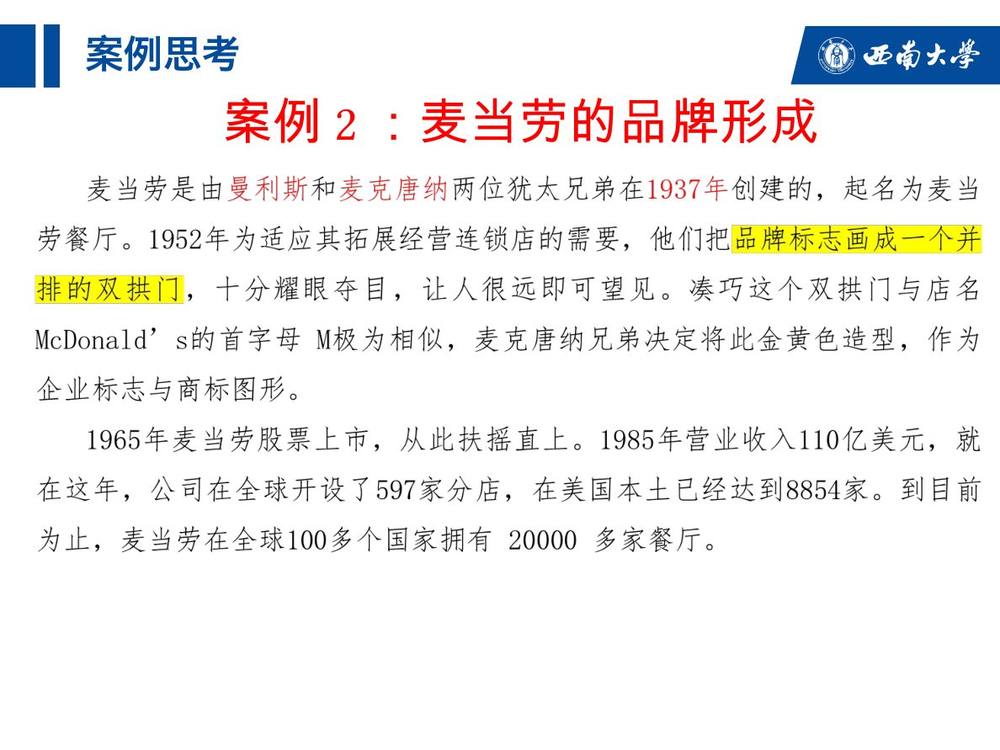 案例思考
西南大学
案例 2 ：麦当劳的品牌形成
麦当劳是由曼利斯和麦克唐纳两位犹太兄弟在1937年创建的，起名为麦当
劳餐厅。1952年为适应其拓展经营连锁店的需要，他们把品牌标志画成一个并
排的双拱门，十分耀眼夺目，让人很远即可望见。凑巧这个双拱门与店名
McDonald’s的首字母 M极为相似，麦克唐纳兄弟决定将此金黄色造型，作为
企业标志与商标图形。
1965年麦当劳股票上市，从此扶摇直上。1985年营业收入110亿美元，就
在这年，公司在全球开设了597家分店，在美国本土已经达到8854家。到目前
为止，麦当劳在全球100多个国家拥有 20000 多家餐厅。